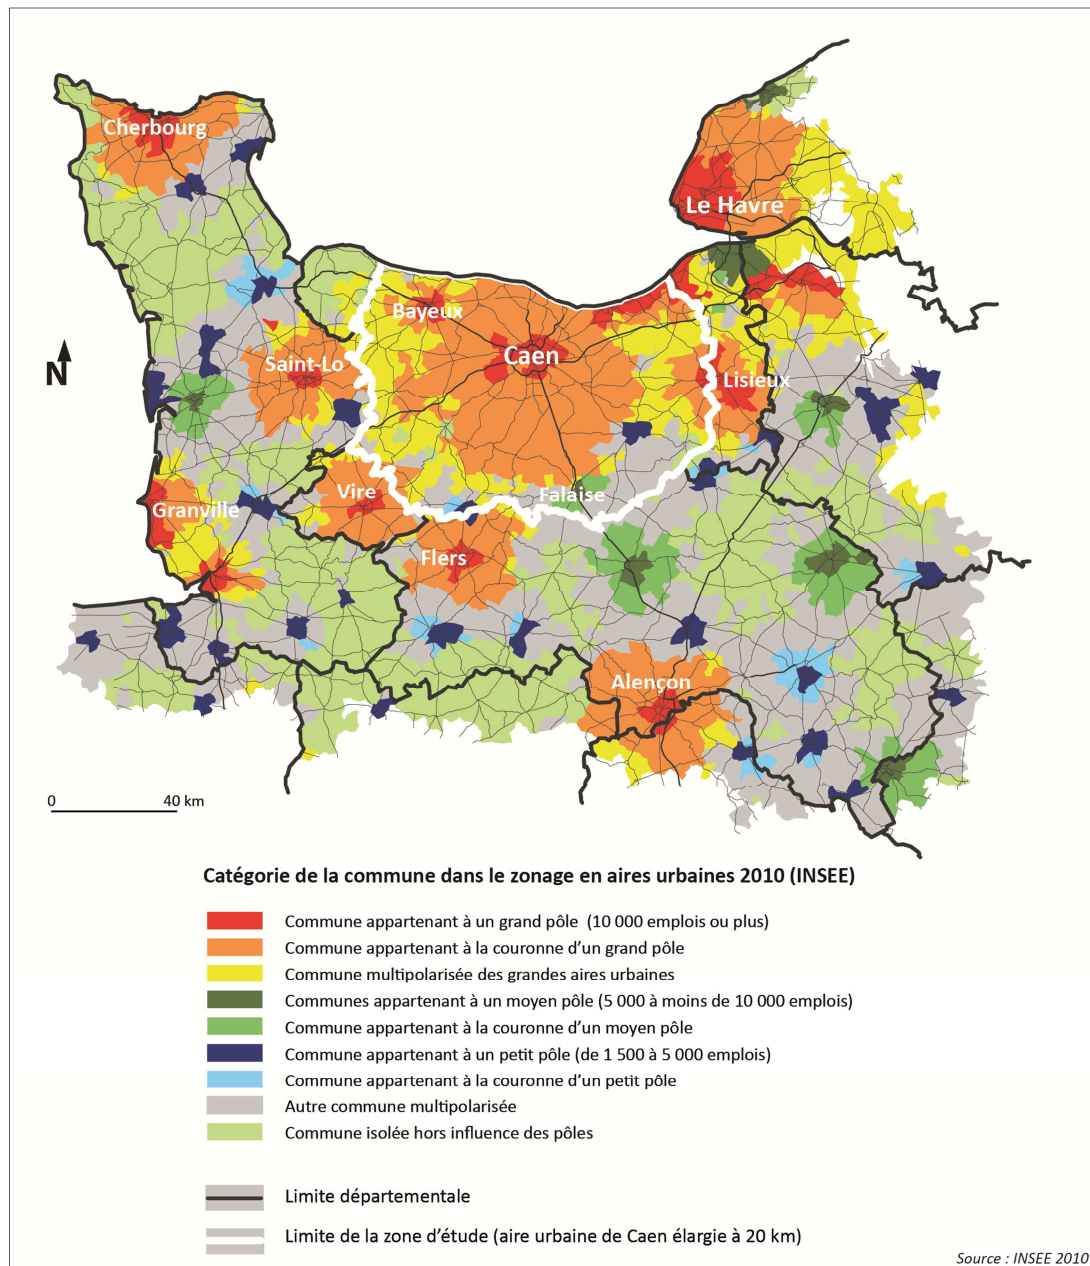 Cherbourg
Le Havre
Bayeux
Caen
Saint-Lo
Lisieux
N
Vire
Falaise
Granville
Flers
Alençon
0 40 km
Catégorie de la commune dans le zonage en aires urbaines 2010 (INSEE)
Commune appartenant à un grand pôle (10 000 emplois ou plus)
Commune appartenant à la couronne d'un grand pôle
Commune multipolarisée des grandes aires urbaines
Communes appartenant à un moyen pôle (5 000 à moins de 10 000 emplois)
Commune appartenant à la couronne d'un moyen pôle
Commune appartenant à un petit pôle (de 1 500 à 5 000 emplois)
Commune appartenant à la couronne d'un petit pôle
Autre commune multipolarisée
Commune isolée hors influence des pôles
Limite départementale
Limite de la zone d'étude (aire urbaine de Caen élargie à 20 km)
Source : INSEE 2010